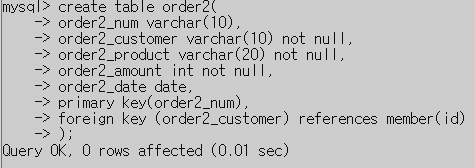 mysql> create table order2(
    -> order2_num varchar(10),
    -> order2_customer varchar(10) not null,
    -> order2_product varchar(20) not null,
    -> order2_amount int not null,
    -> order2_date date,
    -> primary key(order2_num),
    -> foreign key (order2_customer) references member(id)
    -> );
Query OK, 0 rows affected (0.01 sec)